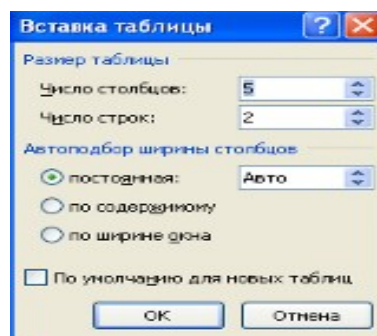 Вставка таблицы
Размер таблицы
Число столбцов: 5
Число строк: 2
Автоподбор ширины столбцов
постоянная: Авто
по содержимому
по ширине окна
По умолчанию для новых таблиц
ОК Отмена